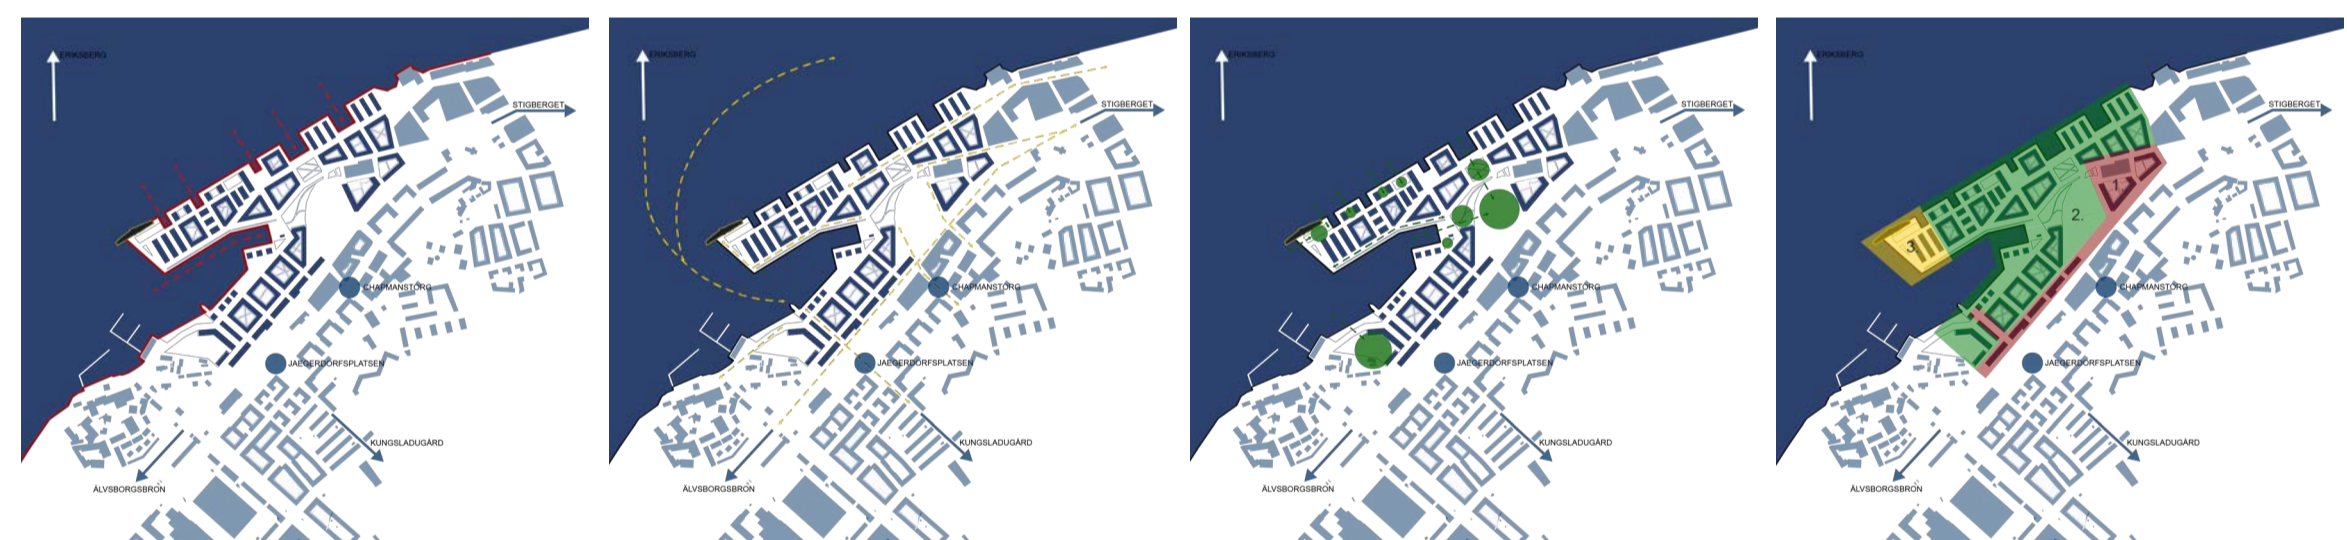 ERIKSBERG
STIGBERGET
CHAPMANSTORG
JAEGERDORFSPLATSEN
KUNGSLADUGÅRD
ÄLVSBORGSBRON
ERIKSBERG
STIGBERGET
CHAPMANSTORG
JAEGERDORFSPLATSEN
KUNGSLADUGÅRD
ÄLVSBORGSBRON
ERIKSBERG
STIGBERGET
CHAPMANSTORG
JAEGERDORFSPLATSEN
KUNGSLADUGÅRD
ÄLVSBORGSBRON
ERIKSBERG
STIGBERGET
1.
2.
3.
CHAPMANSTORG
JAEGERDORFSPLATSEN
KUNGSLADUGÅRD
ÄLVSBORGSBRON